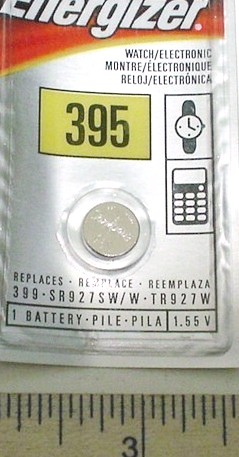 Energizer.
WATCH/ELECTRONIC
MONTRE/ÉLECTRONIQUE
RELOJ/ELECTRÓNICA
395
REPLACES · REMPLACE · REEMPLAZA
399·SR927SW/W·TR927W
1 BATTERY·PILE·PILA 1.55 V
3